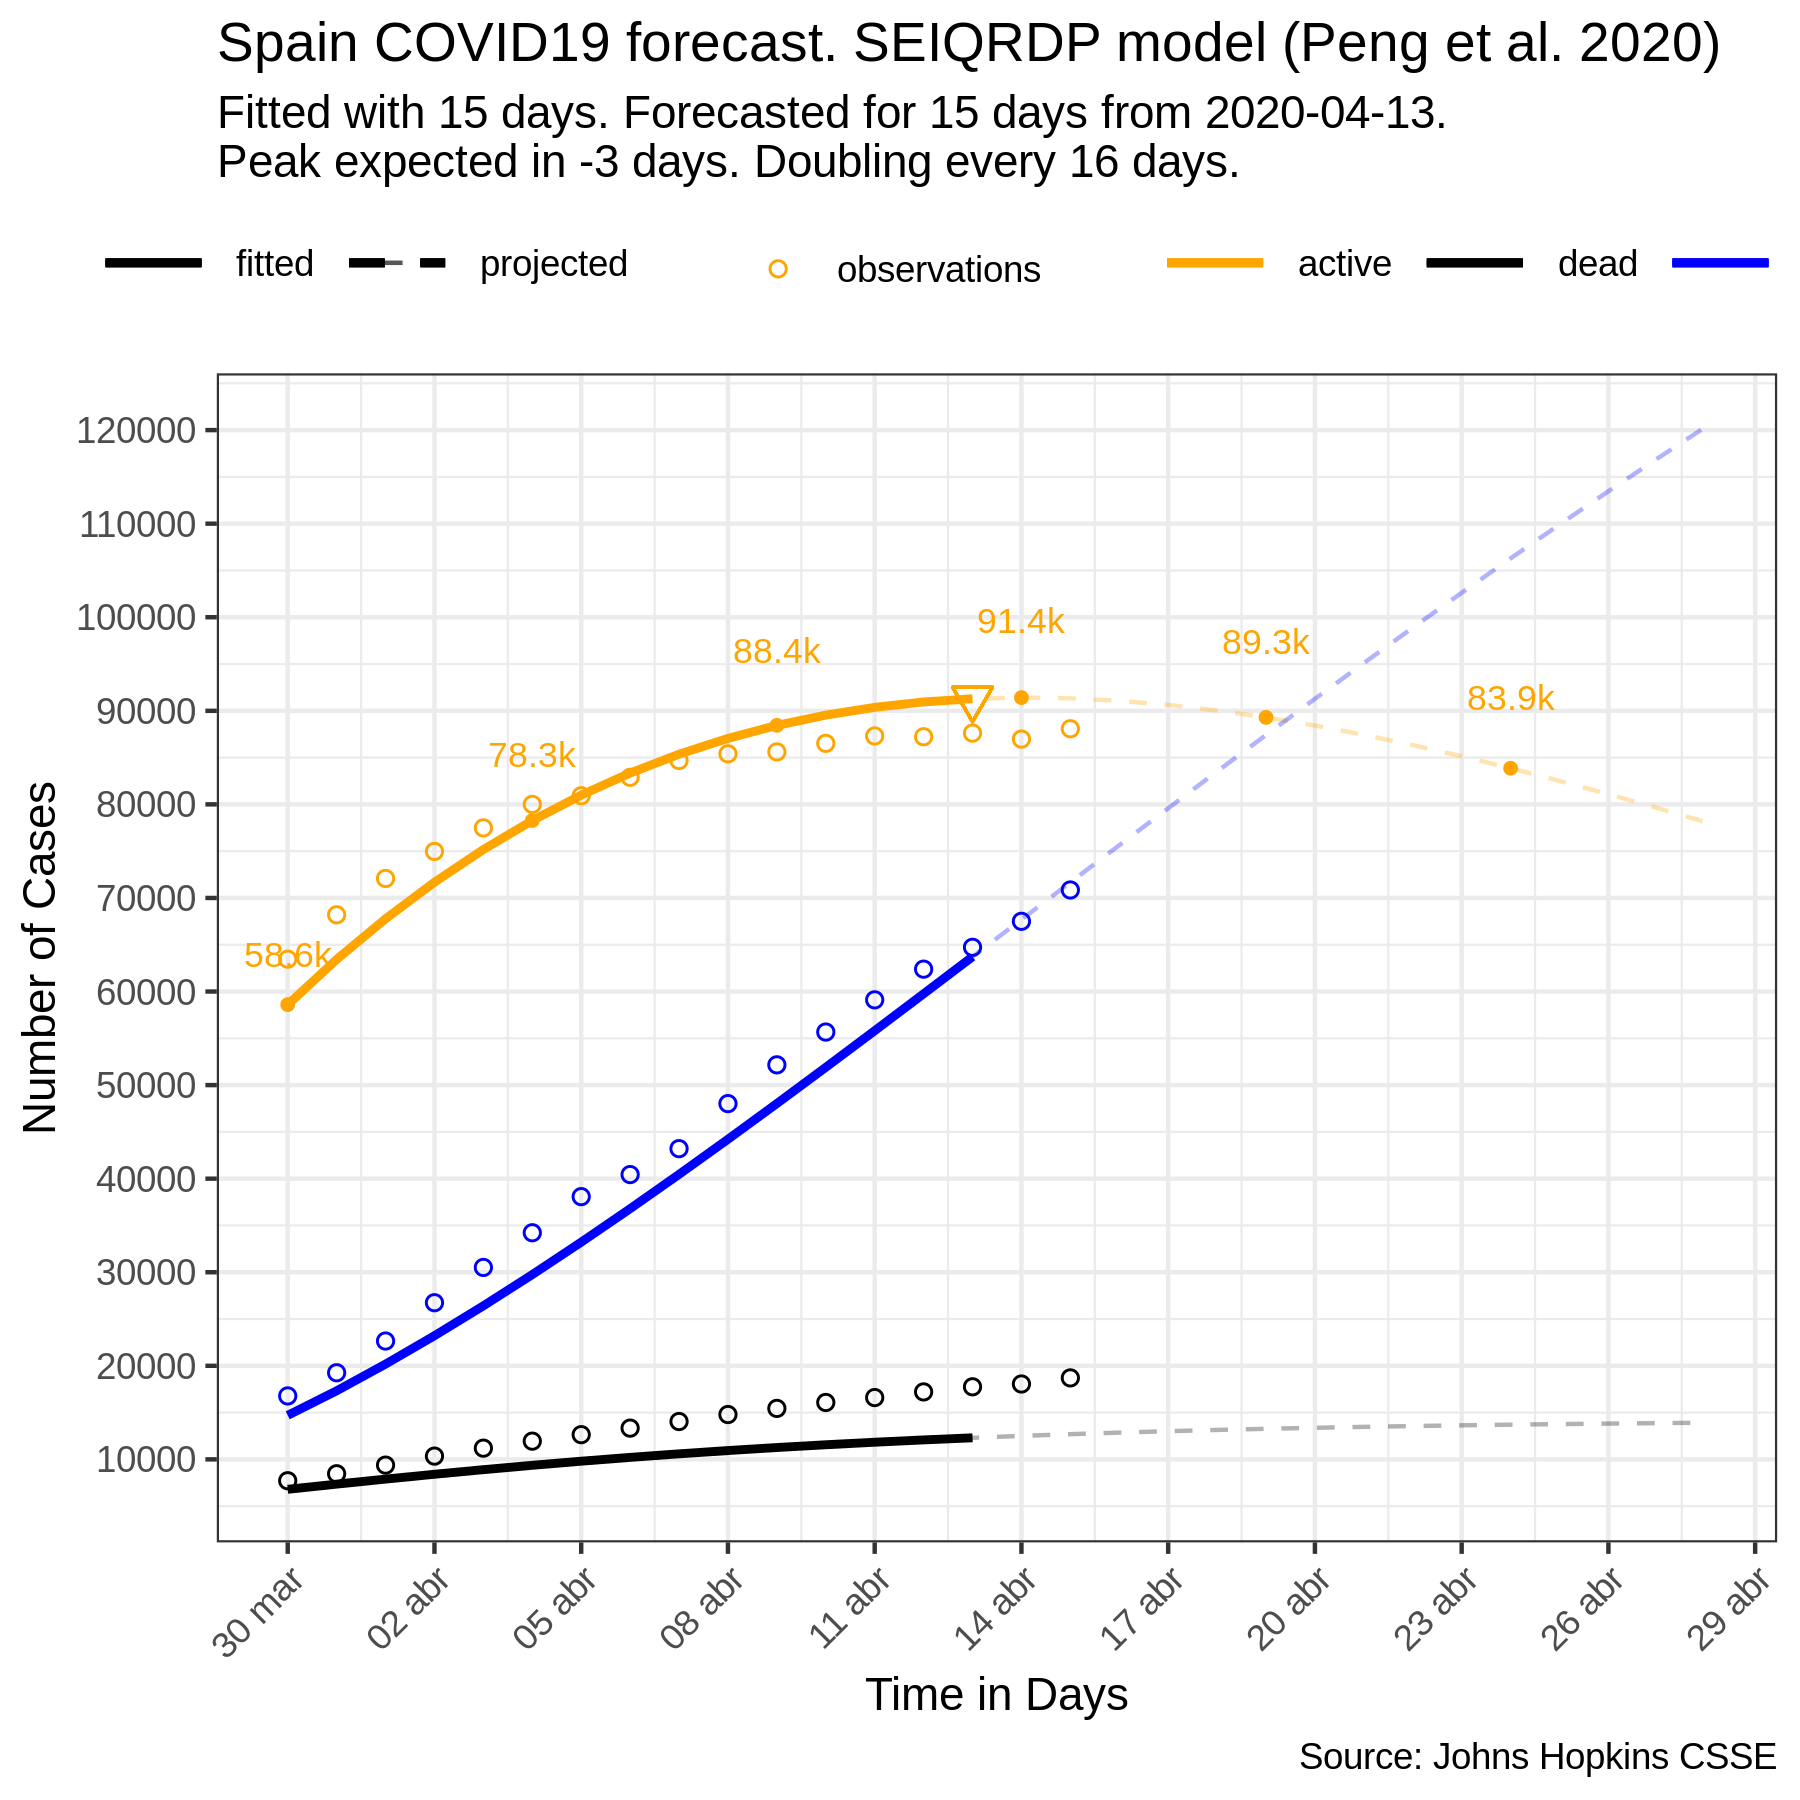 Spain COVID19 forecast. SEIQRDP model (Peng et al. 2020)
Fitted with 15 days. Forecasted for 15 days from 2020-04-13.
Peak expected in -3 days. Doubling every 16 days.
fitted projected observations active dead
120000
110000
100000
90000
80000
70000
60000
50000
40000
30000
20000
10000
Number of Cases
58.6k
78.3k
88.4k
91.4k
89.3k
83.9k
30 mar
02 abr
05 abr
08 abr
11 abr
14 abr
17 abr
20 abr
23 abr
26 abr
29 abr
Time in Days
Source: Johns Hopkins CSSE